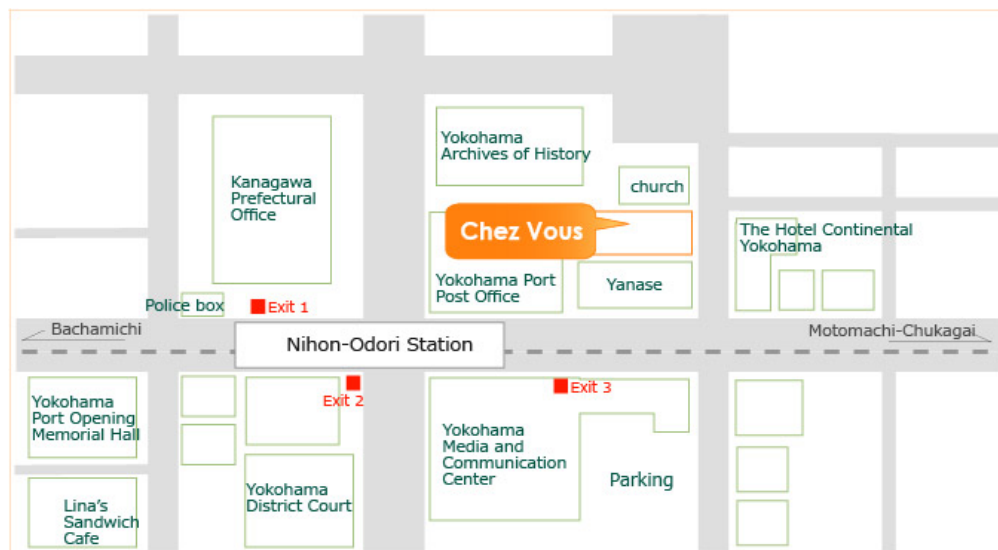 Yokohama
Archives of History
Kanagawa
Prefectural
Office
church
Chez Vous
The Hotel Continental
Yokohama
Yokohama Port
Post Office
Yanase
Police box
Exit 1
Bachamichi
Nihon-Odori Station
Motomachi-Chukagai
Exit 2
Exit 3
Yokohama
Port Opening
Memorial Hall
Yokohama
Media and
Communication
Center
Parking
Yokohama
District Court
Lina's
Sandwich
Cafe